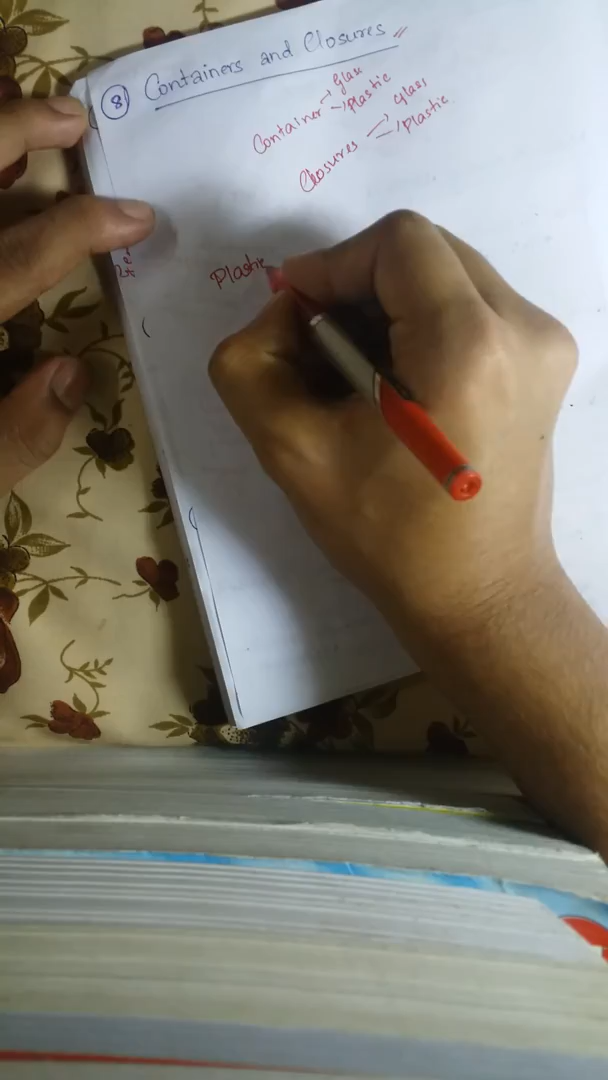 8 Containers and Closures //
Container → Glass
→ Plastic
Closures → Glass
→ Plastic
Plastic